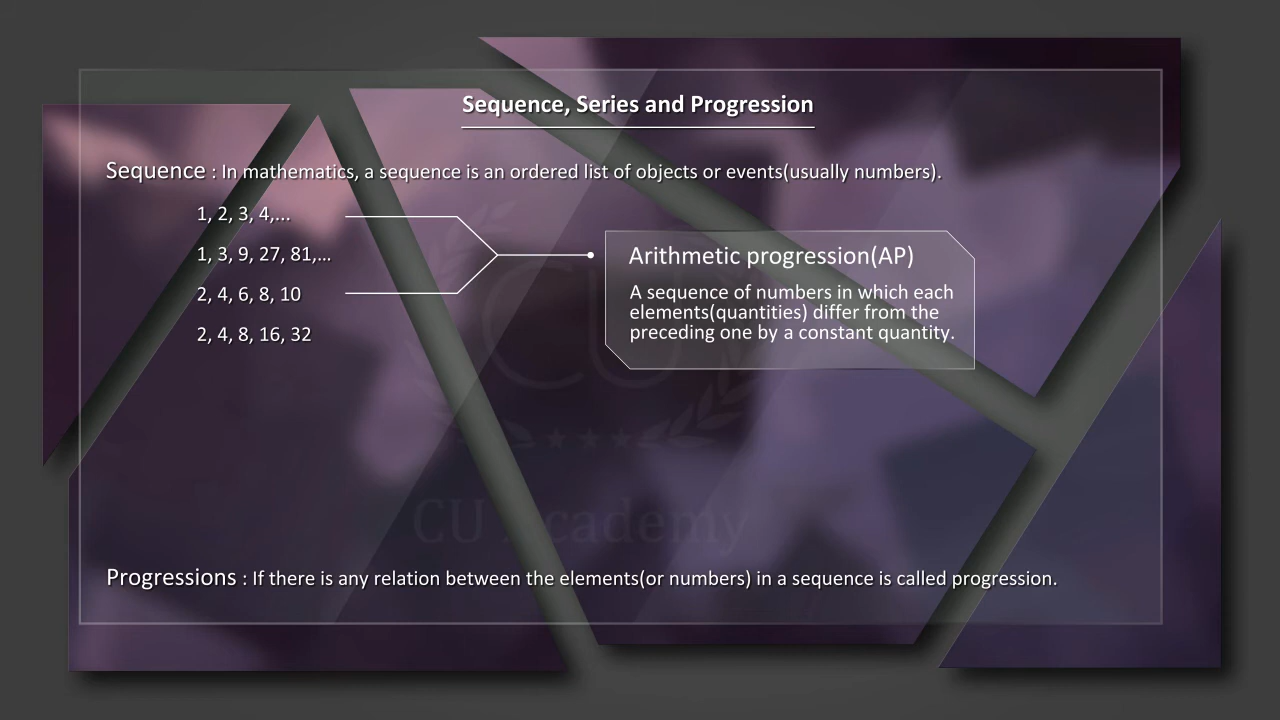 Sequence, Series and Progression
Sequence : In mathematics, a sequence is an ordered list of objects or events(usually numbers).
1, 2, 3, 4,...
1, 3, 9, 27, 81,...
2, 4, 6, 8, 10
2, 4, 8, 16, 32
Arithmetic progression(AP)
A sequence of numbers in which each
elements(quantities) differ from the
preceding one by a constant quantity.
CU
CU Academy
Progressions : If there is any relation between the elements(or numbers) in a sequence is called progression.